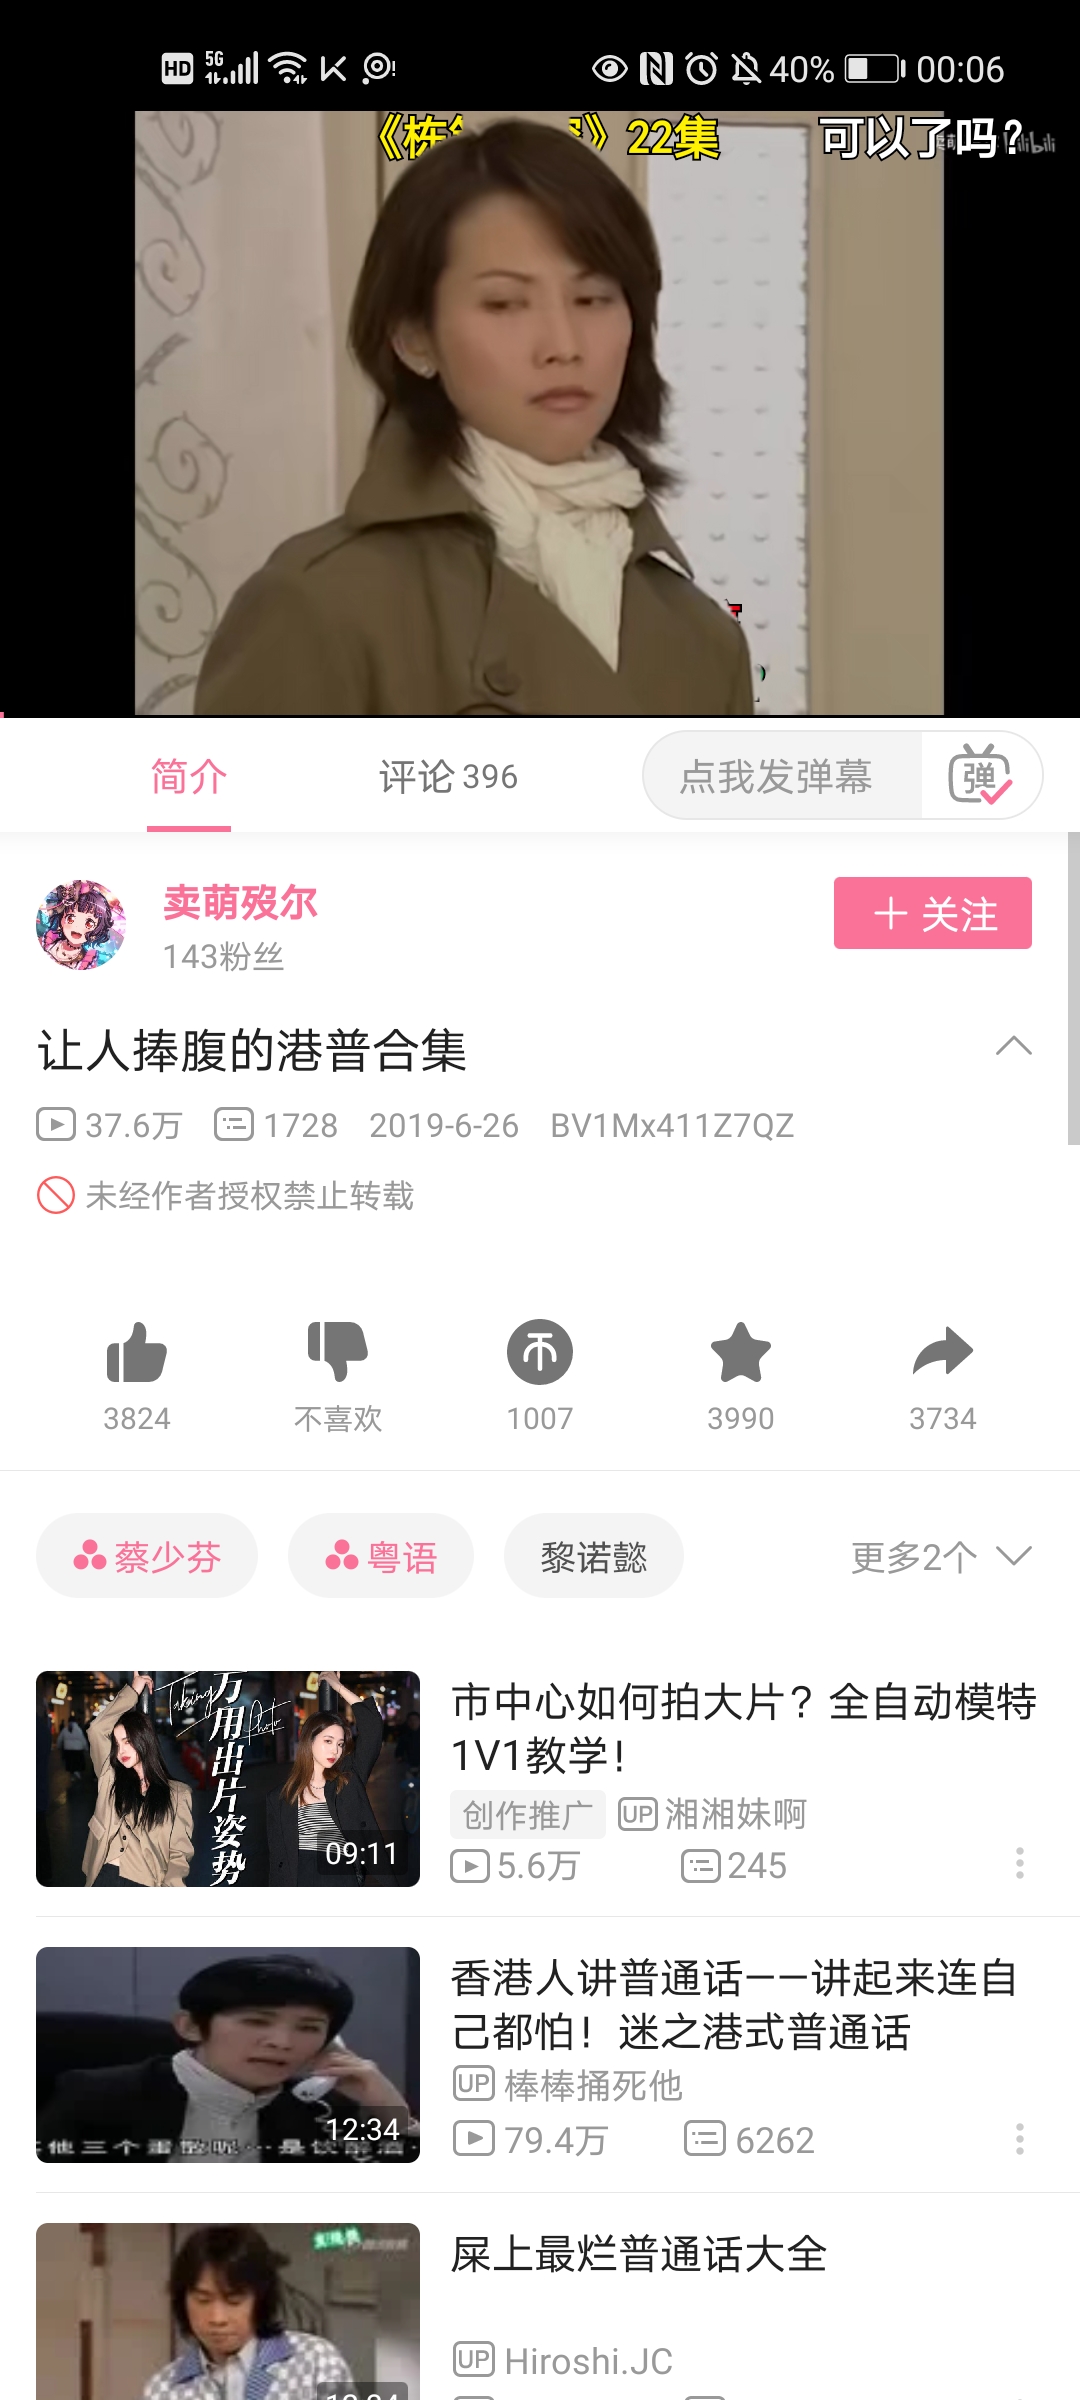 HD 5G 40% 00:06
22集 可以了吗?
bilibili
简介 评论 396 点我发弹幕 弹
卖萌殁尔
143粉丝
关注
让人捧腹的港普合集
37.6万 1728 2019-6-26 BV1Mx411Z7QZ
未经作者授权禁止转载
3824 不喜欢 1007 3990 3734
蔡少芬 粤语 黎诺懿 更多2个
Taking Photo
万用出片姿势
09:11
市中心如何拍大片？全自动模特
1V1教学！
创作推广 UP 湘湘妹啊
5.6万 245
12:34
香港人讲普通话——讲起来连自
己都怕！迷之港式普通话
UP 棒棒捅死他
79.4万 6262
屎上最烂普通话大全
UP Hiroshi.JC